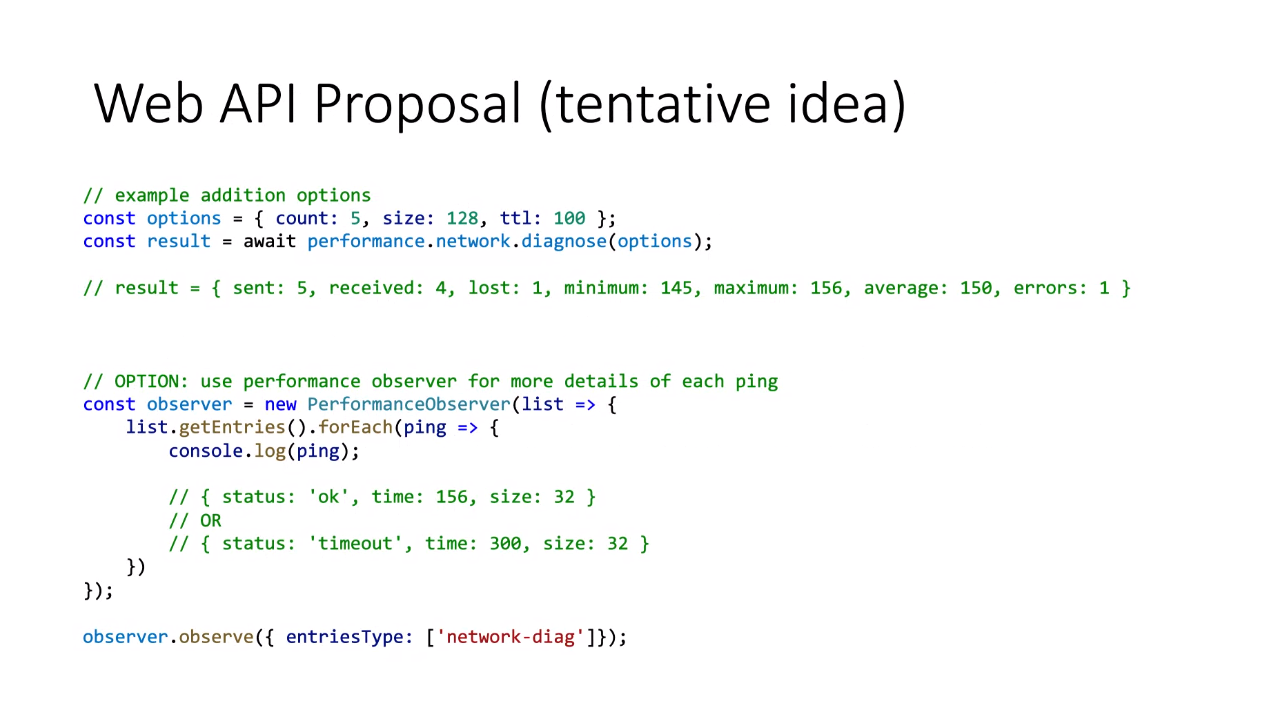 Web API Proposal (tentative idea)
// example addition options
const options = { count: 5, size: 128, ttl: 100 };
const result = await performance.network.diagnose(options);
// result = { sent: 5, received: 4, lost: 1, minimum: 145, maximum: 156, average: 150, errors: 1 }
// OPTION: use performance observer for more details of each ping
const observer = new PerformanceObserver(list => {
    list.getEntries().forEach(ping => {
        console.log(ping);
        // { status: 'ok', time: 156, size: 32 }
        // OR
        // { status: 'timeout', time: 300, size: 32 }
    })
});
observer.observe({ entriesType: ['network-diag']});